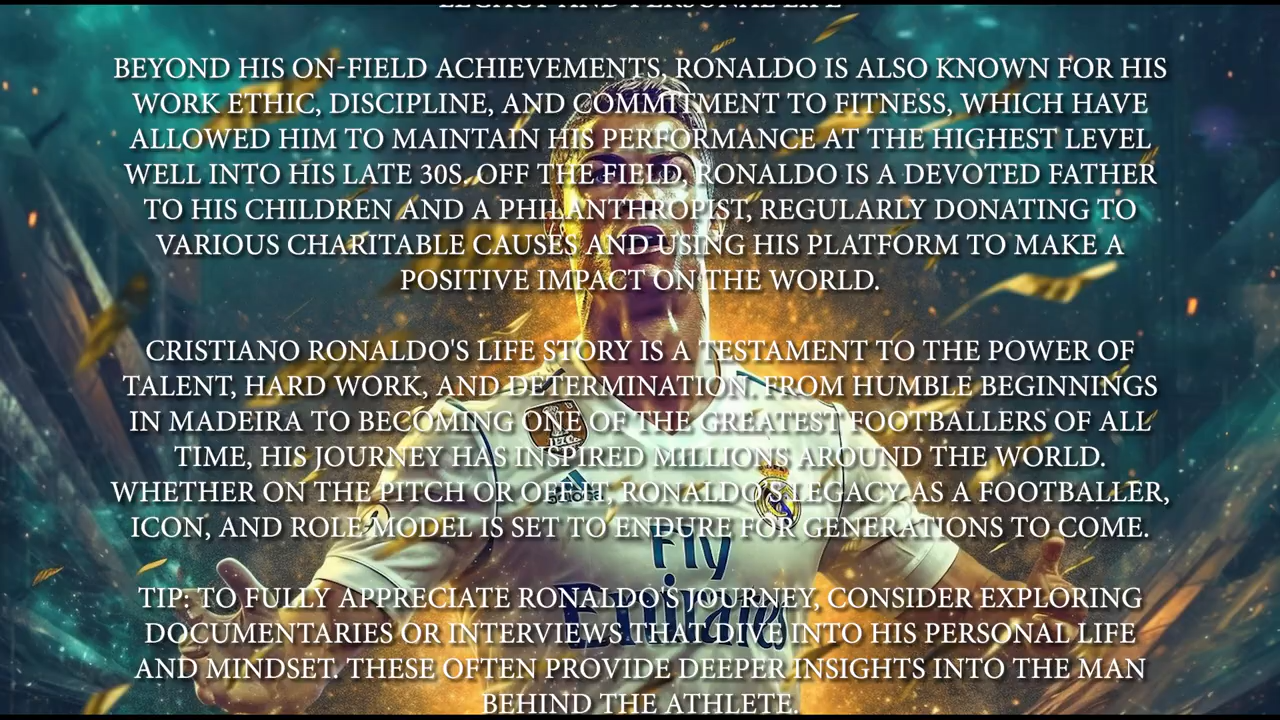 LEGACY AND PERSONAL LIFE
BEYOND HIS ON-FIELD ACHIEVEMENTS, RONALDO IS ALSO KNOWN FOR HIS
WORK ETHIC, DISCIPLINE, AND COMMITMENT TO FITNESS, WHICH HAVE
ALLOWED HIM TO MAINTAIN HIS PERFORMANCE AT THE HIGHEST LEVEL
WELL INTO HIS LATE 30S. OFF THE FIELD, RONALDO IS A DEVOTED FATHER
TO HIS CHILDREN AND A PHILANTHROPIST, REGULARLY DONATING TO
VARIOUS CHARITABLE CAUSES AND USING HIS PLATFORM TO MAKE A
POSITIVE IMPACT ON THE WORLD.
CRISTIANO RONALDO'S LIFE STORY IS A TESTAMENT TO THE POWER OF
TALENT, HARD WORK, AND DETERMINATION. FROM HUMBLE BEGINNINGS
IN MADEIRA TO BECOMING ONE OF THE GREATEST FOOTBALLERS OF ALL
TIME, HIS JOURNEY HAS INSPIRED MILLIONS AROUND THE WORLD.
WHETHER ON THE PITCH OR OFF IT, RONALDO'S LEGACY AS A FOOTBALLER,
ICON, AND ROLE MODEL IS SET TO ENDURE FOR GENERATIONS TO COME.
Fly
Emirates
TIP: TO FULLY APPRECIATE RONALDO'S JOURNEY, CONSIDER EXPLORING
DOCUMENTARIES OR INTERVIEWS THAT DIVE INTO HIS PERSONAL LIFE
AND MINDSET. THESE OFTEN PROVIDE DEEPER INSIGHTS INTO THE MAN
BEHIND THE ATHLETE.